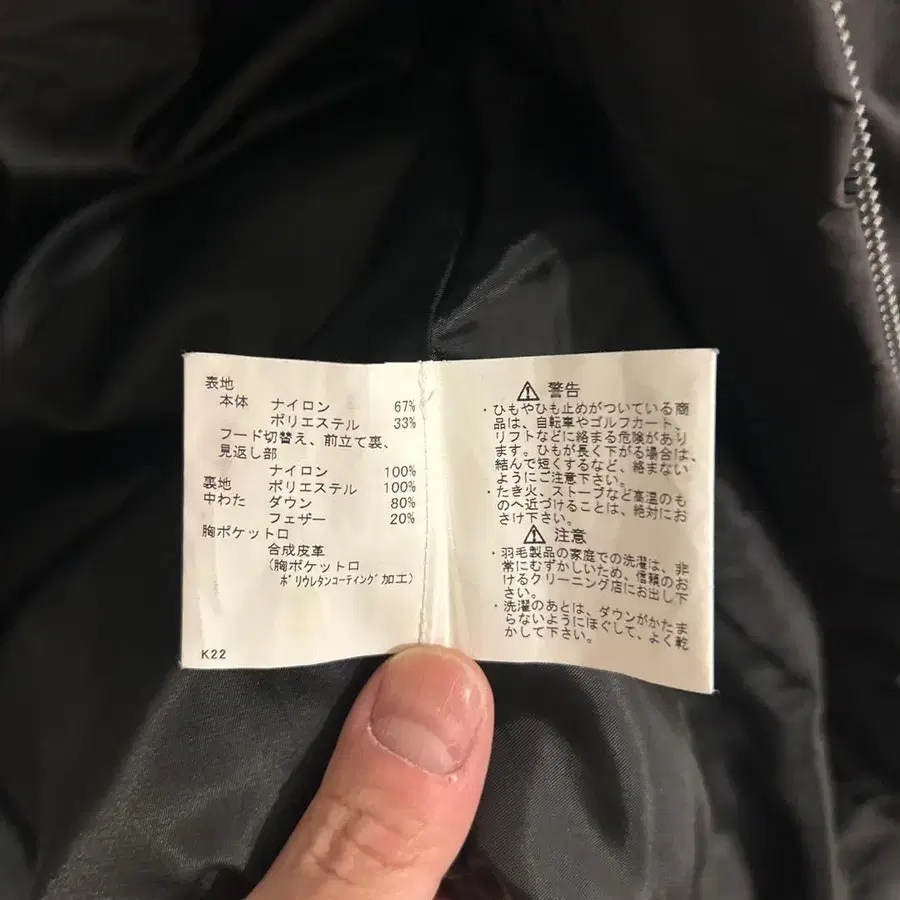 表地
本体 ナイロン 67%
ポリエステル 33%
フード切替え、前立て裏、
見返し部
ナイロン 100%
裏地 ポリエステル 100%
中わた ダウン 80%
フェザー 20%
胸ポケット口
合成皮革
(胸ポケット口
ポリウレタンコーティング加工)
K22
⚠ 警告
・ひもやひも止めがついている商
品は、自転車やゴルフカート、
リフトなどに絡まる危険があり
ます。ひもが長く下がる場合は、
結んで短くするなど、絡まない
ようにご注意下さい。
・たき火、ストーブなど高温のも
のへ近づけることは、絶対にお
さけ下さい。
⚠ 注意
・羽毛製品の家庭での洗濯は、非
常にむずかしいため、信頼のお
けるクリーニング店にお出し下
さい。
・洗濯のあとは、ダウンがかたま
らないようにほぐして、よく乾
かして下さい。